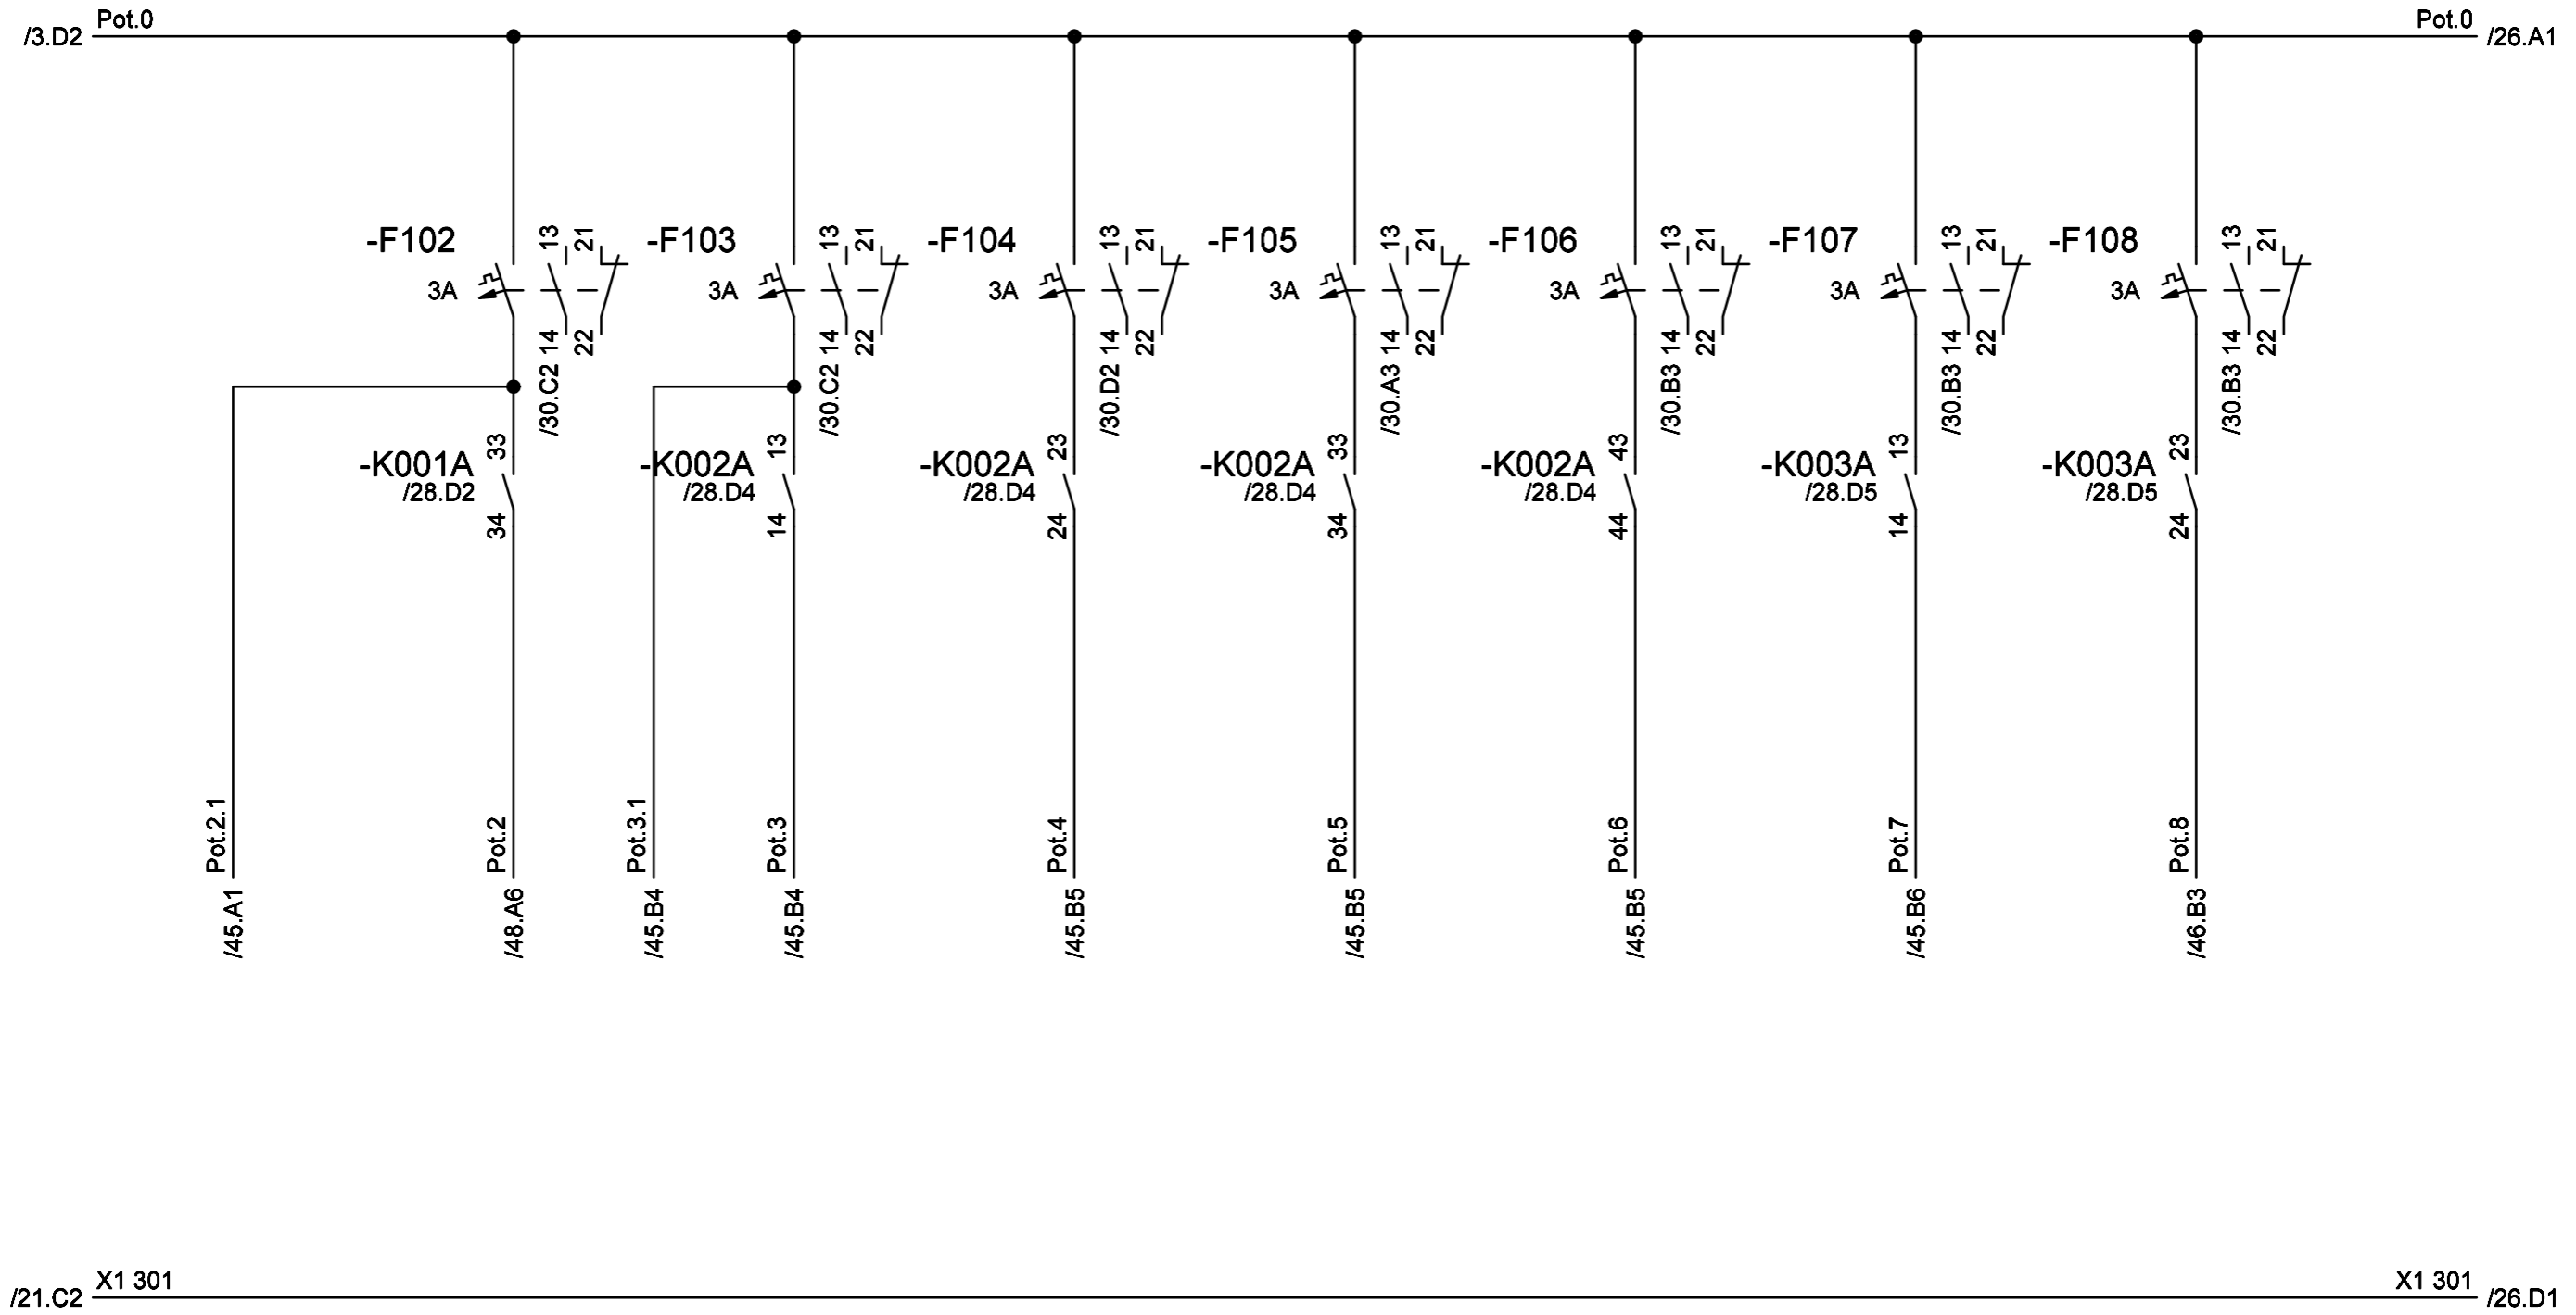 Pot.0
Pot.0
/3.D2
/26.A1
-F102
3A
13
21
14
22
/30.C2
-F103
3A
13
21
14
22
/30.C2
-F104
3A
13
21
14
22
/30.D2
-F105
3A
13
21
14
22
/30.A3
-F106
3A
13
21
14
22
/30.B3
-F107
3A
13
21
14
22
/30.B3
-F108
3A
13
21
14
22
/30.B3
-K001A
/28.D2
33
34
-K002A
/28.D4
13
14
-K002A
/28.D4
23
24
-K002A
/28.D4
33
34
-K002A
/28.D4
43
44
-K003A
/28.D5
13
14
-K003A
/28.D5
23
24
Pot.2.1
/45.A1
Pot.2
/48.A6
Pot.3.1
/45.B4
Pot.3
/45.B4
Pot.4
/45.B5
Pot.5
/45.B5
Pot.6
/45.B5
Pot.7
/45.B6
Pot.8
/46.B3
X1 301
X1 301
/21.C2
/26.D1